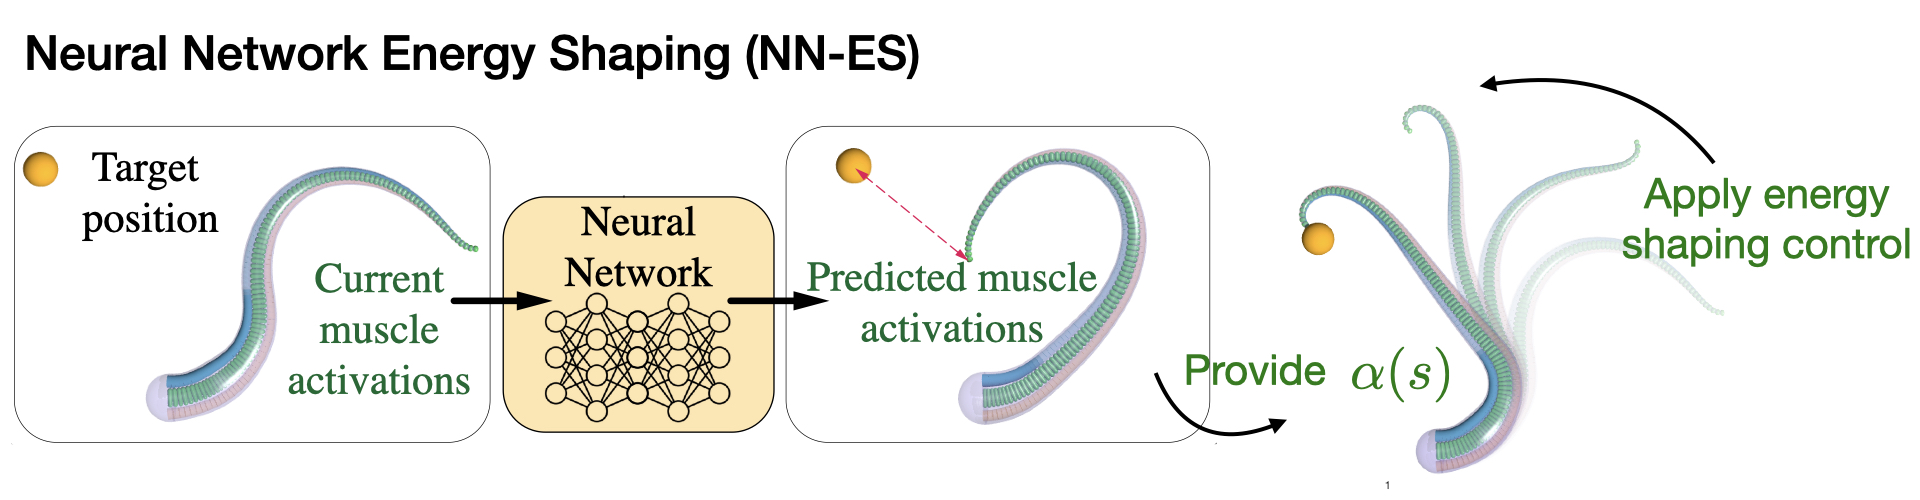 Neural Network Energy Shaping (NN-ES)
Target
position
Current
muscle
activations
Neural
Network
Predicted muscle
activations
Provide α(s)
Apply energy
shaping control
1